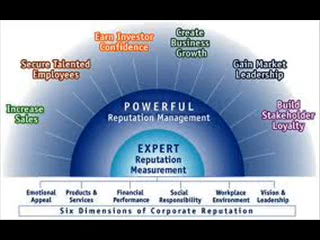 Create
Business
Growth
Earn Investor
Confidence
Secure Talented
Employees
Gain Market
Leadership
Increase
Sales
Build
Stakeholder
Loyalty
POWERFUL
Reputation Management
EXPERT
Reputation
Measurement
Emotional
Appeal
Products &
Services
Financial
Performance
Social
Responsibility
Workplace
Environment
Vision &
Leadership
Six Dimensions of Corporate Reputation